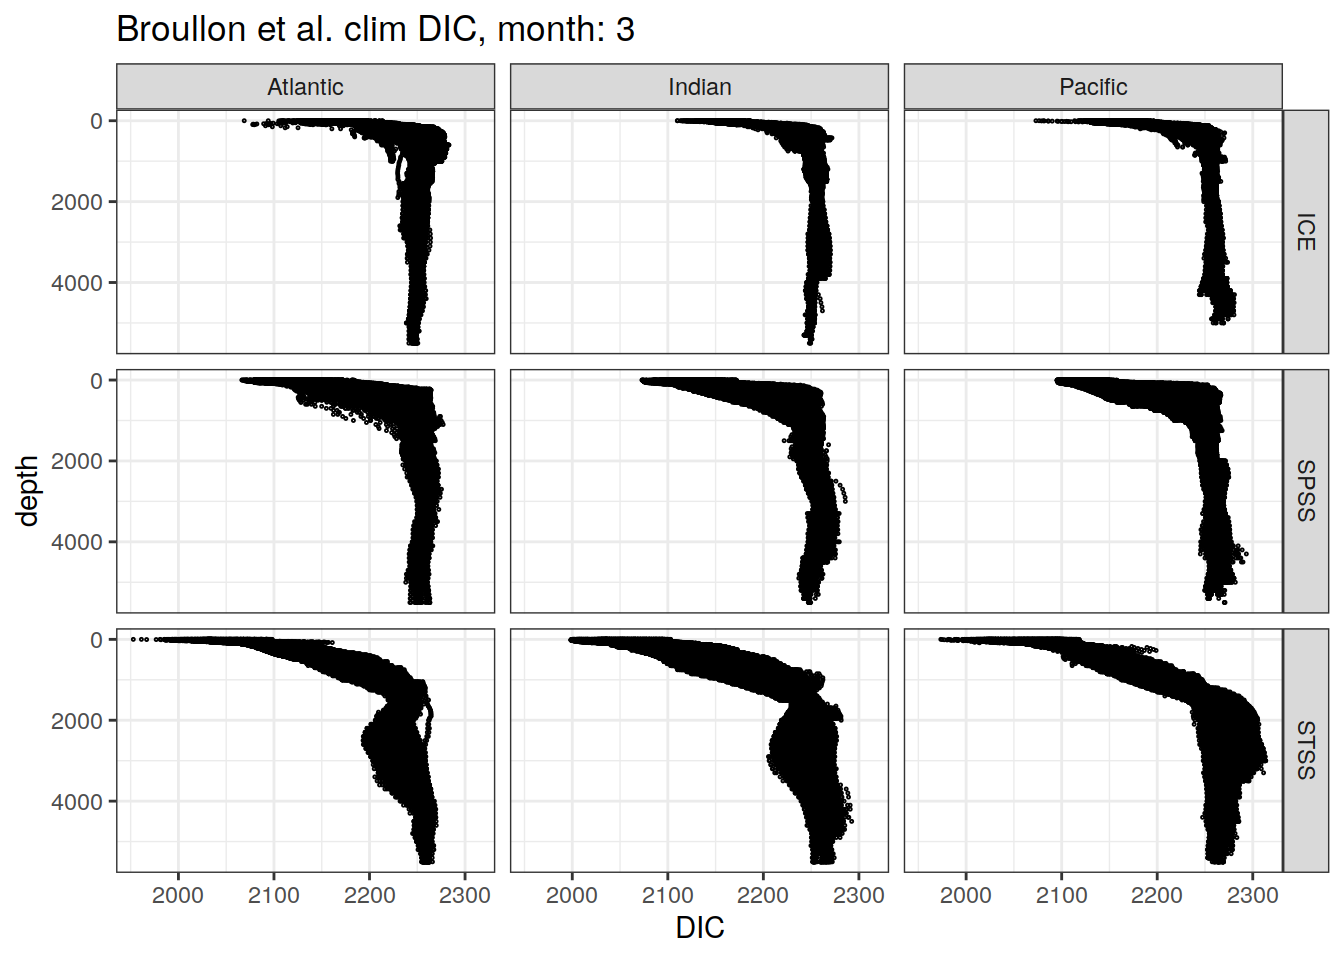 Broullon et al. clim DIC, month: 3
Atlantic Indian Pacific
0
2000
4000
ICE
0
2000
4000
SPSS
0
2000
4000
STSS
depth
2000 2100 2200 2300 2000 2100 2200 2300 2000 2100 2200 2300
DIC